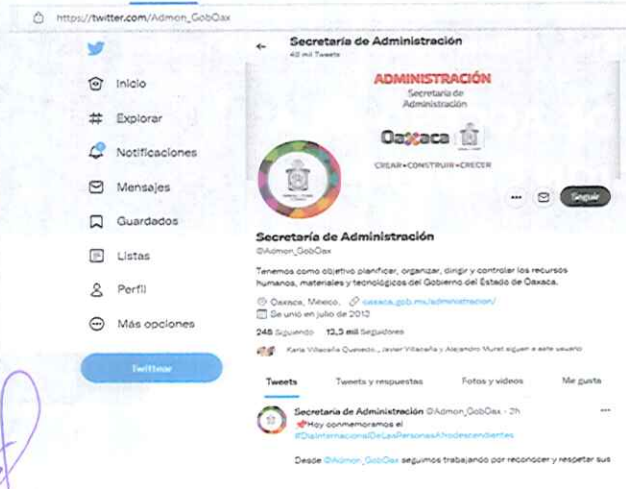 https://twitter.com/Admon_GobOax
Inicio
Explorar
Notificaciones
Mensajes
Guardados
Listas
Perfil
Más opciones
Twittear
Secretaría de Administración
40 mil Tweets
ADMINISTRACIÓN
Secretaría de
Administración
Oaxaca
CREAR•CONSTRUIR•CRECER
Seguir
Secretaría de Administración
@Admon_GobOax
Tenemos como objetivo planificar, organizar, dirigir y controlar los recursos
humanos, materiales y tecnológicos del Gobierno del Estado de Oaxaca.
Oaxaca, México. oaxaca.gob.mx/administracion/
Se unió en julio de 2013
248 Siguiendo 12,3 mil Seguidores
Karla Villacaña Quevedo., Javier Villacaña y Alejandro Murat siguen a este usuario
Tweets Tweets y respuestas Fotos y videos Me gusta
Secretaría de Administración @Admon_GobOax - 2h
Hoy conmemoramos el
#DíaInternacionalDeLasPersonasAfrodescendientes
Desde @Admon_GobOax seguimos trabajando por reconocer y respetar sus